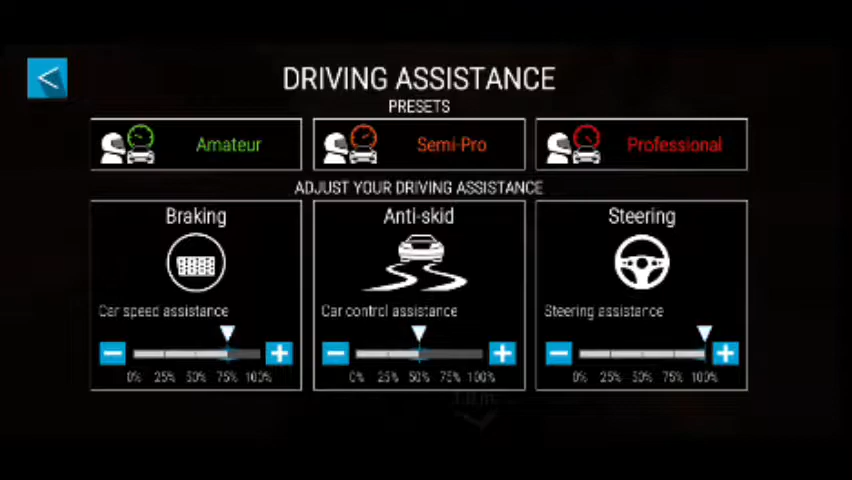 DRIVING ASSISTANCE
PRESETS
Amateur
Semi-Pro
Professional
ADJUST YOUR DRIVING ASSISTANCE
Braking
Car speed assistance
0% 25% 50% 75% 100%
Anti-skid
Car control assistance
0% 25% 50% 75% 100%
Steering
Steering assistance
0% 25% 50% 75% 100%